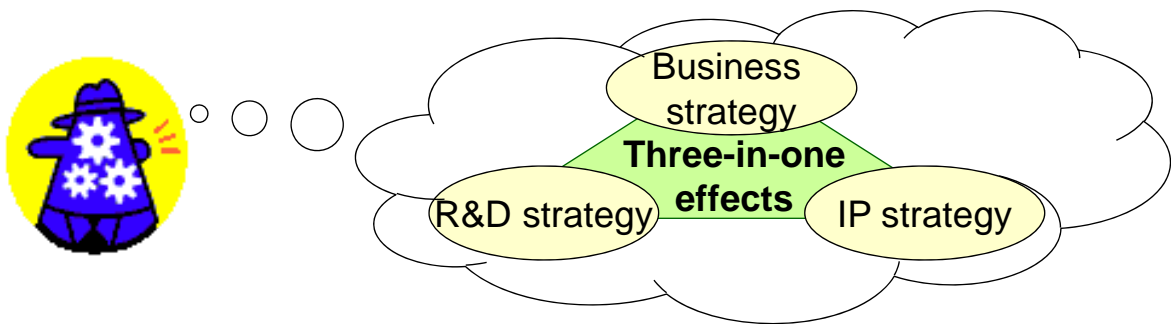 Business
strategy
Three-in-one
effects
R&D strategy
IP strategy